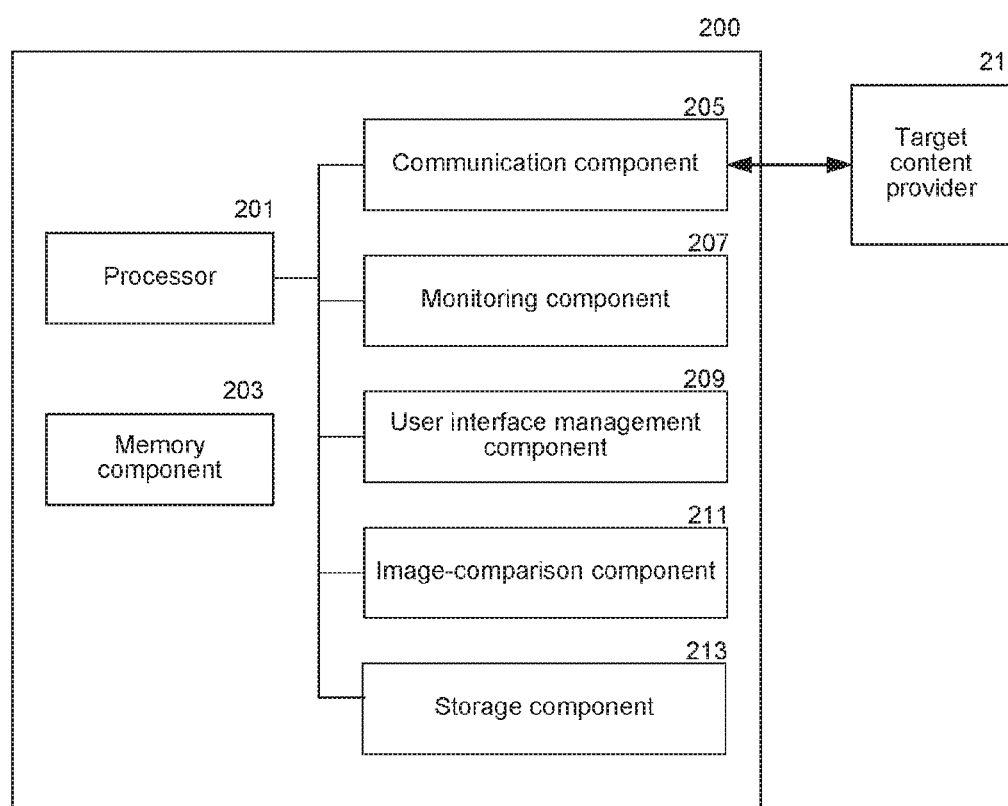 200
21
205
Communication component
Target
content
provider
201
Processor
207
Monitoring component
203
Memory
component
209
User interface management
component
211
Image-comparison component
213
Storage component